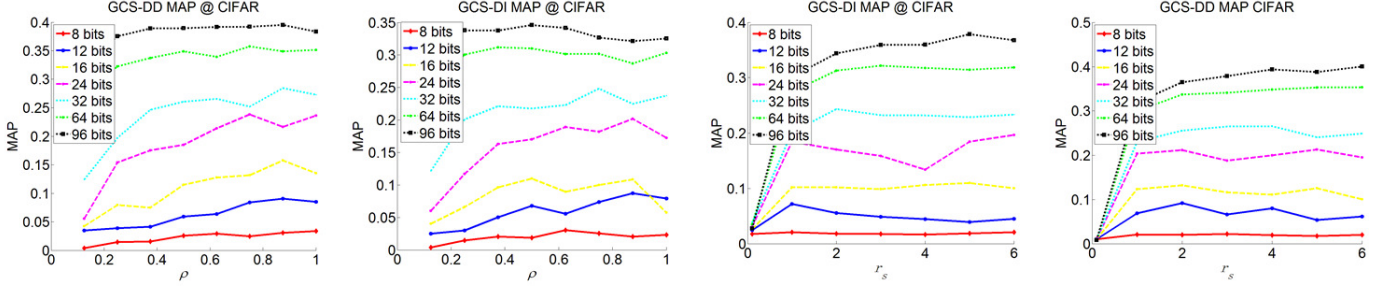 GCS-DD MAP @ CIFAR
0.4
0.35
0.3
0.25
0.2
0.15
0.1
0.05
0
MAP
8 bits
12 bits
16 bits
24 bits
32 bits
64 bits
96 bits
0 0.2 0.4 0.6 0.8 1
ρ
GCS-DI MAP @ CIFAR
0.35
0.3
0.25
0.2
0.15
0.1
0.05
0
MAP
8 bits
12 bits
16 bits
24 bits
32 bits
64 bits
96 bits
0 0.2 0.4 0.6 0.8 1
ρ
GCS-DI MAP @ CIFAR
0.4
0.3
0.2
0.1
0
MAP
8 bits
12 bits
16 bits
24 bits
32 bits
64 bits
96 bits
0 2 4 6
r_s
GCS-DD MAP CIFAR
0.5
0.4
0.3
0.2
0.1
0
MAP
8 bits
12 bits
16 bits
24 bits
32 bits
64 bits
96 bits
0 2 4 6
r_s